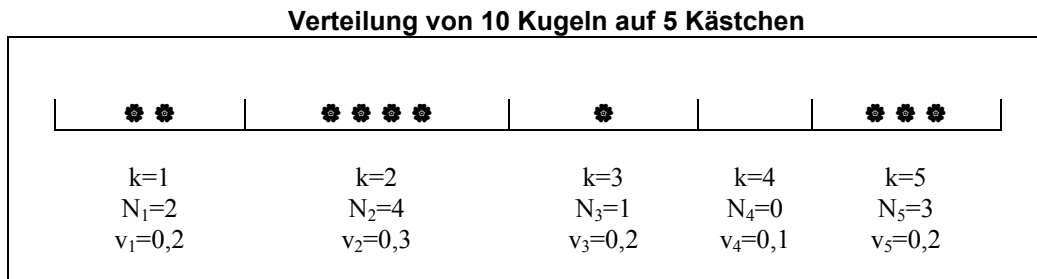 Verteilung von 10 Kugeln auf 5 Kästchen
k=1 k=2 k=3 k=4 k=5
N₁=2 N₂=4 N₃=1 N₄=0 N₅=3
v₁=0,2 v₂=0,3 v₃=0,2 v₄=0,1 v₅=0,2